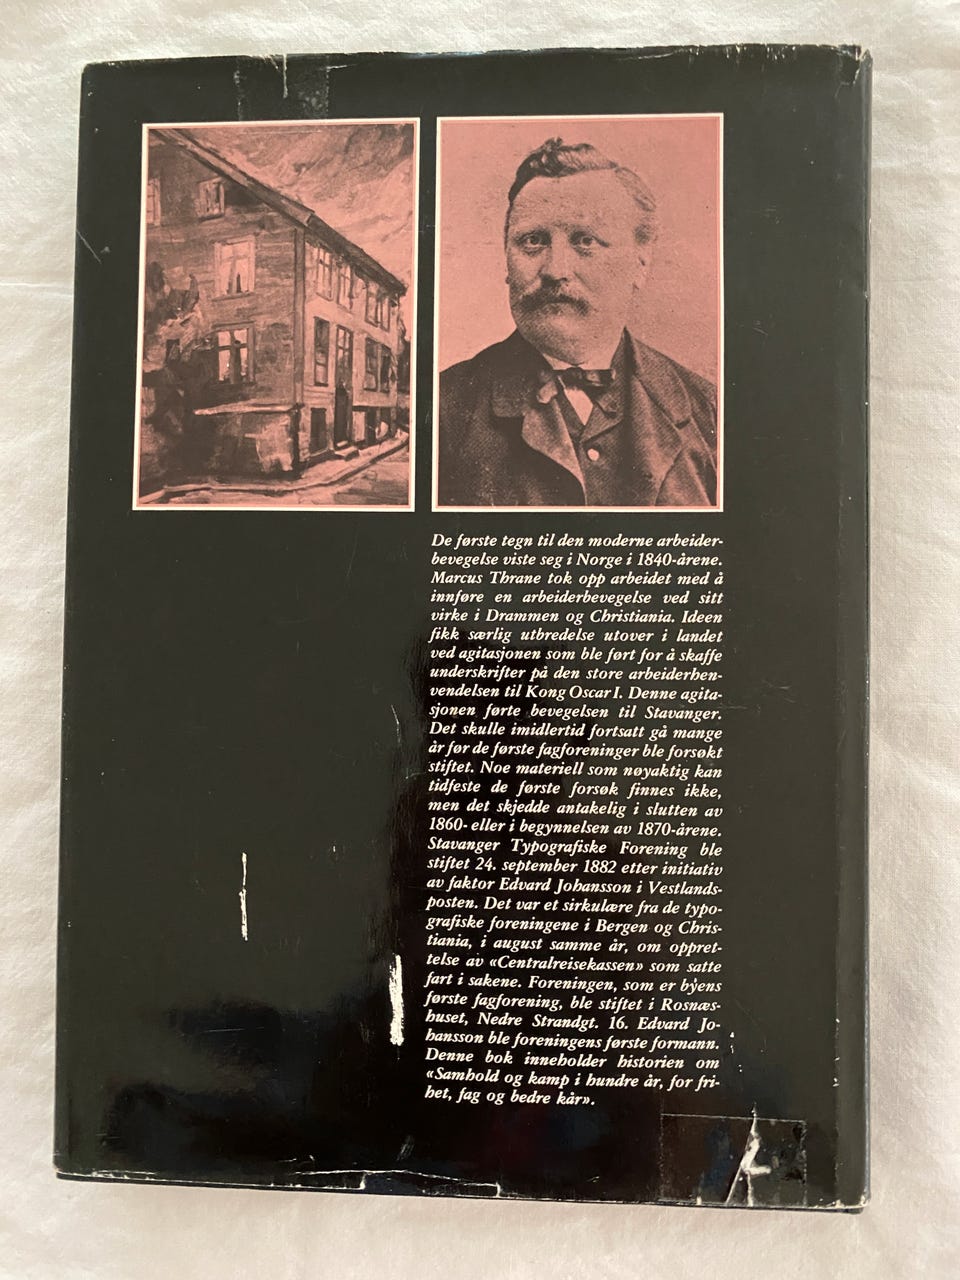 De første tegn til den moderne arbeider-
bevegelse viste seg i Norge i 1840-årene.
Marcus Thrane tok opp arbeidet med å
innføre en arbeiderbevegelse ved sitt
virke i Drammen og Christiania. Ideen
fikk særlig utbredelse utover i landet
ved agitasjonen som ble ført for å skaffe
underskrifter på den store arbeiderhen-
vendelsen til Kong Oscar I. Denne agita-
sjonen førte bevegelsen til Stavanger.
Det skulle imidlertid fortsatt gå mange
år før de første fagforeninger ble forsøkt
stiftet. Noe materiell som nøyaktig kan
tidfeste de første forsøk finnes ikke,
men det skjedde antakelig i slutten av
1860- eller i begynnelsen av 1870-årene.
Stavanger Typografiske Forening ble
stiftet 24. september 1882 etter initiativ
av faktor Edvard Johansson i Vestlands-
posten. Det var et sirkulære fra de typo-
grafiske foreningene i Bergen og Chris-
tiania, i august samme år, om oppret-
telse av «Centralreisekassen» som satte
fart i sakene. Foreningen, som er byens
første fagforening, ble stiftet i Rosnæs-
huset, Nedre Strandgt. 16. Edvard Jo-
hansson ble foreningens første formann.
Denne bok inneholder historien om
«Samhold og kamp i hundre år, for fri-
het, fag og bedre kår».